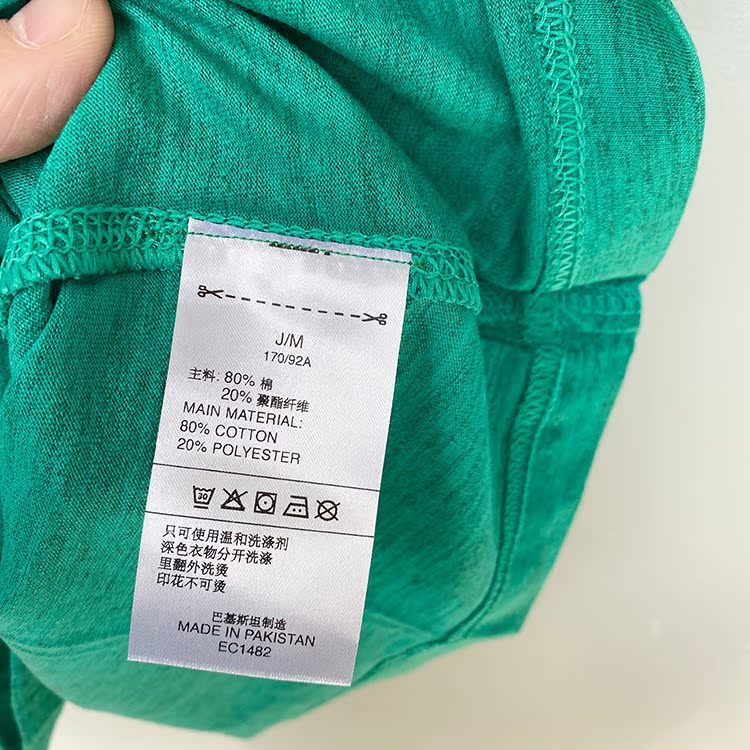 J/M
170/92A
主料: 80% 棉
20% 聚酯纤维
MAIN MATERIAL:
80% COTTON
20% POLYESTER
30
只可使用温和洗涤剂
深色衣物分开洗涤
里翻外洗烫
印花不可烫
巴基斯坦制造
MADE IN PAKISTAN
EC1482